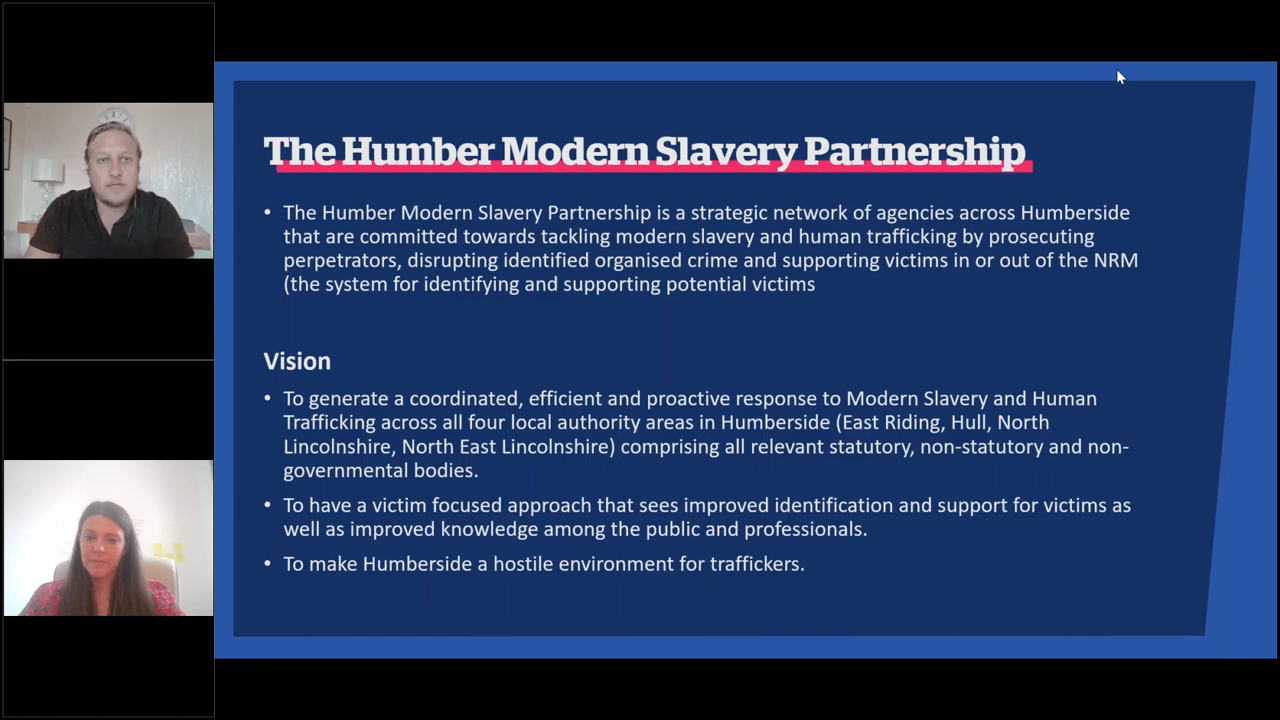 The Humber Modern Slavery Partnership
• The Humber Modern Slavery Partnership is a strategic network of agencies across Humberside
that are committed towards tackling modern slavery and human trafficking by prosecuting
perpetrators, disrupting identified organised crime and supporting victims in or out of the NRM
(the system for identifying and supporting potential victims
Vision
• To generate a coordinated, efficient and proactive response to Modern Slavery and Human
Trafficking across all four local authority areas in Humberside (East Riding, Hull, North
Lincolnshire, North East Lincolnshire) comprising all relevant statutory, non-statutory and non-
governmental bodies.
• To have a victim focused approach that sees improved identification and support for victims as
well as improved knowledge among the public and professionals.
• To make Humberside a hostile environment for traffickers.